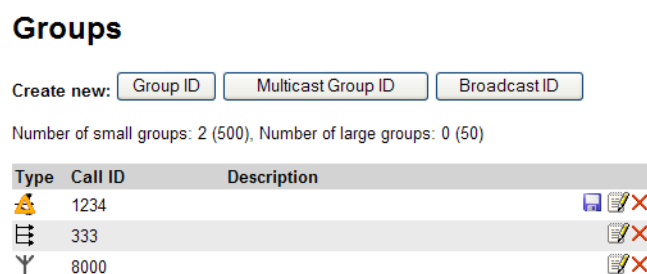 Groups
Create new: Group ID Multicast Group ID Broadcast ID
Number of small groups: 2 (500), Number of large groups: 0 (50)
Type Call ID Description
1234
333
8000